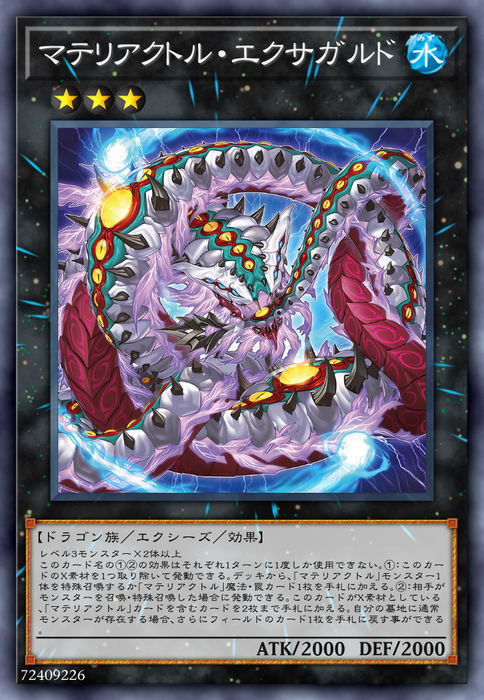 マテリアクトル・エクサガルド
みず
水
【ドラゴン族/エクシーズ/効果】
レベル3モンスター×2体以上
このカード名の①②の効果はそれぞれ1ターンに1度しか使用できない。①:このカー
ドのX素材を1つ取り除いて発動できる。デッキから、「マテリアクトル」モンスター1
体を特殊召喚するか「マテリアクトル」魔法・罠カード1枚を手札に加える。②:相手が
モンスターを召喚・特殊召喚した場合に発動できる。このカードがX素材としている
、「マテリアクトル」カードを含むカードを2枚まで手札に加える。自分の墓地に通常
モンスターが存在する場合、さらにフィールドのカード1枚を手札に戻す事ができる
。
ATK/2000 DEF/2000
72409226